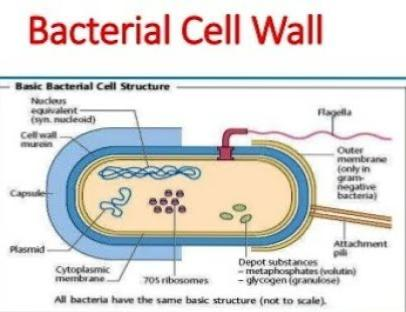 Bacterial Cell Wall
Basic Bacterial Cell Structure
Nucleus
equivalent
(syn. nucleoid)
Cell wall
murein
Capsule
Plasmid
Cytoplasmic
membrane
70S ribosomes
Flagella
Outer
membrane
(only in
gram-
negative
bacteria)
Attachment
pili
Depot substances
– metaphosphates (volutin)
– glycogen (granulose)
All bacteria have the same basic structure (not to scale).